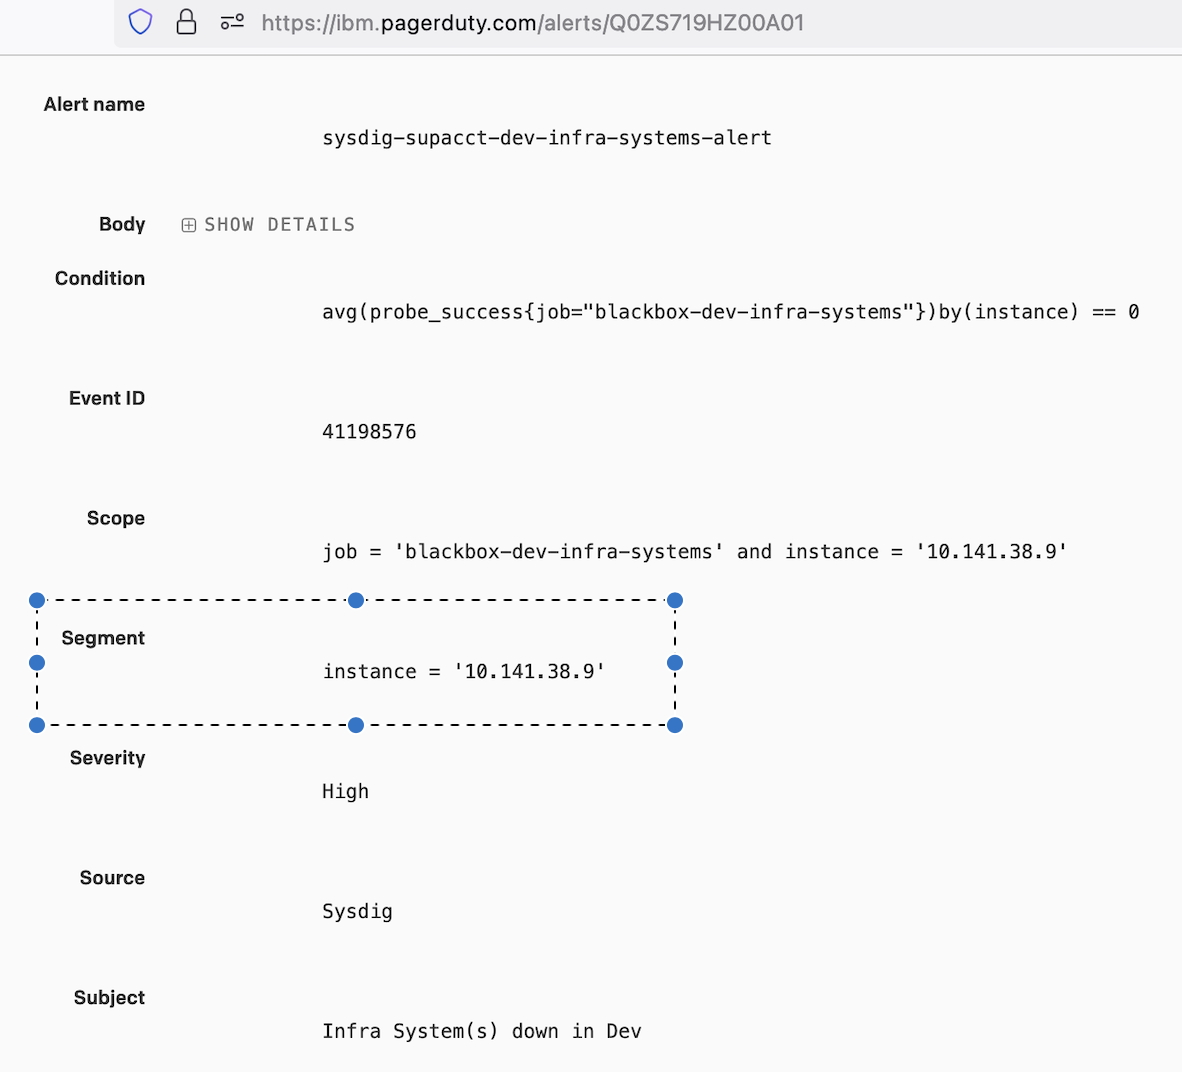 https://ibm.pagerduty.com/alerts/Q0ZS719HZ00A01
Alert name
sysdig-supacct-dev-infra-systems-alert
Body SHOW DETAILS
Condition
avg(probe_success{job="blackbox-dev-infra-systems"})by(instance) == 0
Event ID
41198576
Scope
job = 'blackbox-dev-infra-systems' and instance = '10.141.38.9'
Segment
instance = '10.141.38.9'
Severity
High
Source
Sysdig
Subject
Infra System(s) down in Dev